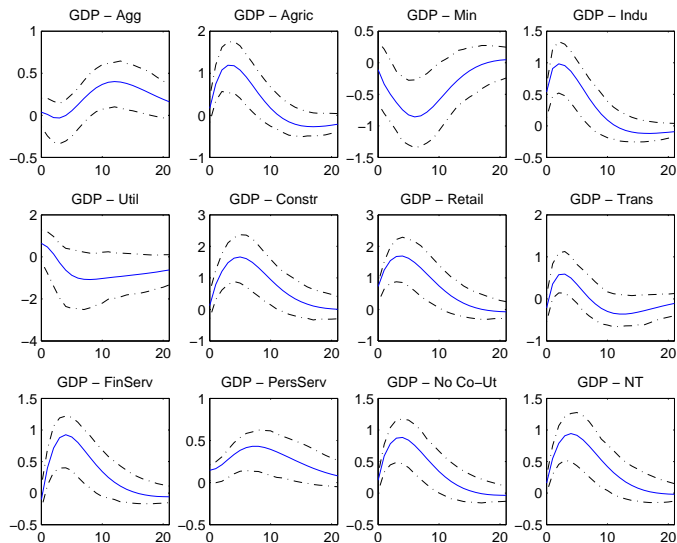 GDP − Agg GDP − Agric GDP − Min GDP − Indu
1 2 0.5 1.5
0.5 1 0 1
0 0 −0.5 0.5
−1 0
−0.5 −1 −1.5 −0.5
0 10 20 0 10 20 0 10 20 0 10 20
GDP − Util GDP − Constr GDP − Retail GDP − Trans
2 3 3 2
0 2 2 1
1 1
−2 0 0 0
−4 −1 −1 −1
0 10 20 0 10 20 0 10 20 0 10 20
GDP − FinServ GDP − PersServ GDP − No Co−Ut GDP − NT
1.5 1 1.5 1.5
1 0.5 1 1
0.5 0.5 0.5
0 0 0 0
−0.5 −0.5 −0.5 −0.5
0 10 20 0 10 20 0 10 20 0 10 20